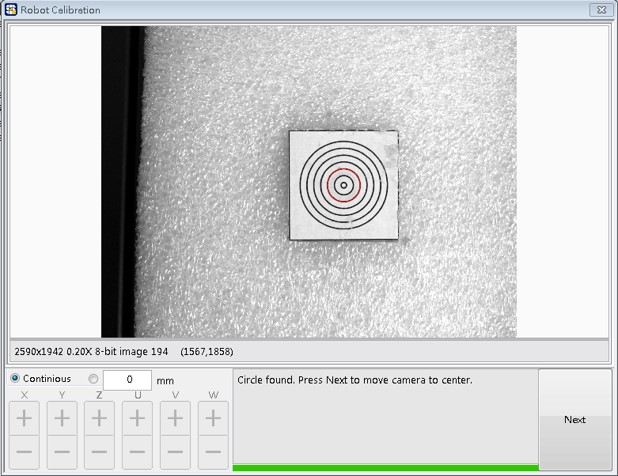 Robot Calibration
2590x1942 0.20X 8-bit image 194 (1567,1858)
Continious 0 mm
X Y Z U V W
+ + + + + +
− − − − − −
Circle found. Press Next to move camera to center.
Next